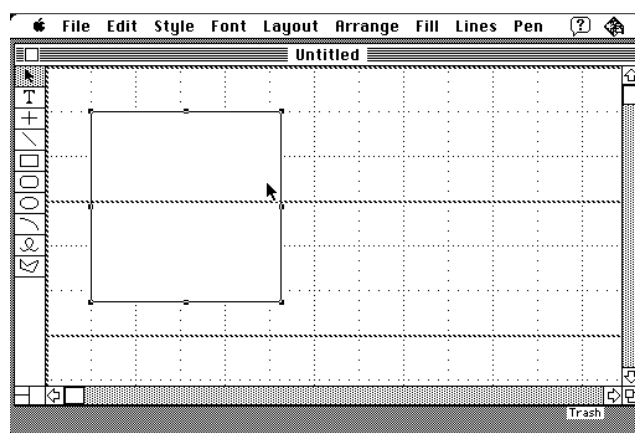 File Edit Style Font Layout Arrange Fill Lines Pen ?
Untitled
T
Trash